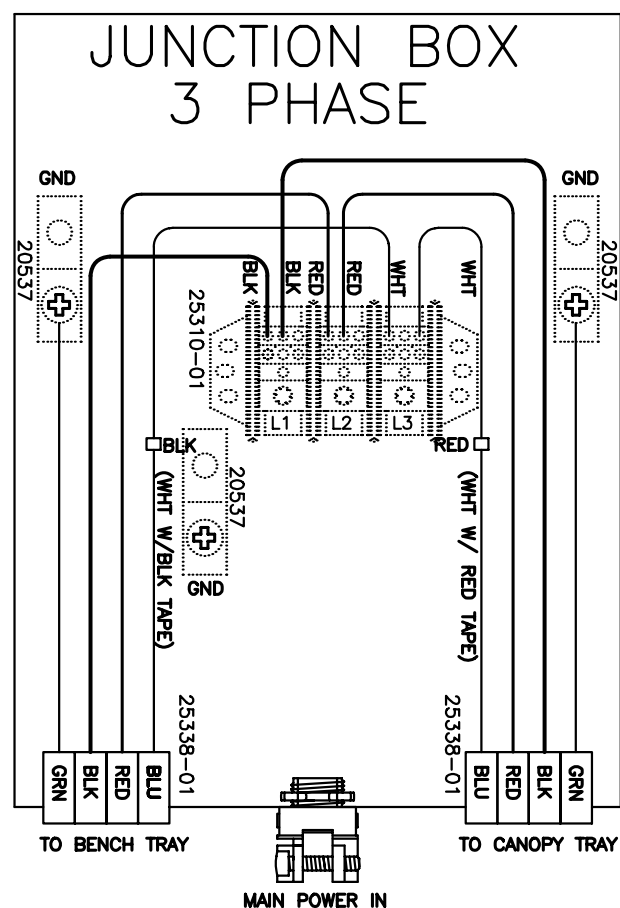 JUNCTION BOX
3 PHASE
GND
GND
20537
20537
BLK
BLK
RED
RED
WHT
WHT
25310-01
L1
L2
L3
BLK
RED
20537
GND
(WHT W/BLK TAPE)
(WHT W/ RED TAPE)
25338-01
25338-01
GRN
BLK
RED
BLU
BLU
RED
BLK
GRN
TO BENCH TRAY
TO CANOPY TRAY
MAIN POWER IN